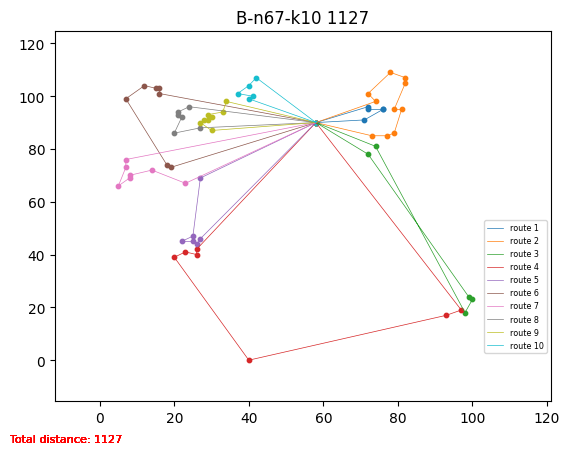 B-n67-k10 1127
120
100
80
60
40
20
0
0 20 40 60 80 100 120
route 1
route 2
route 3
route 4
route 5
route 6
route 7
route 8
route 9
route 10
Total distance: 1127